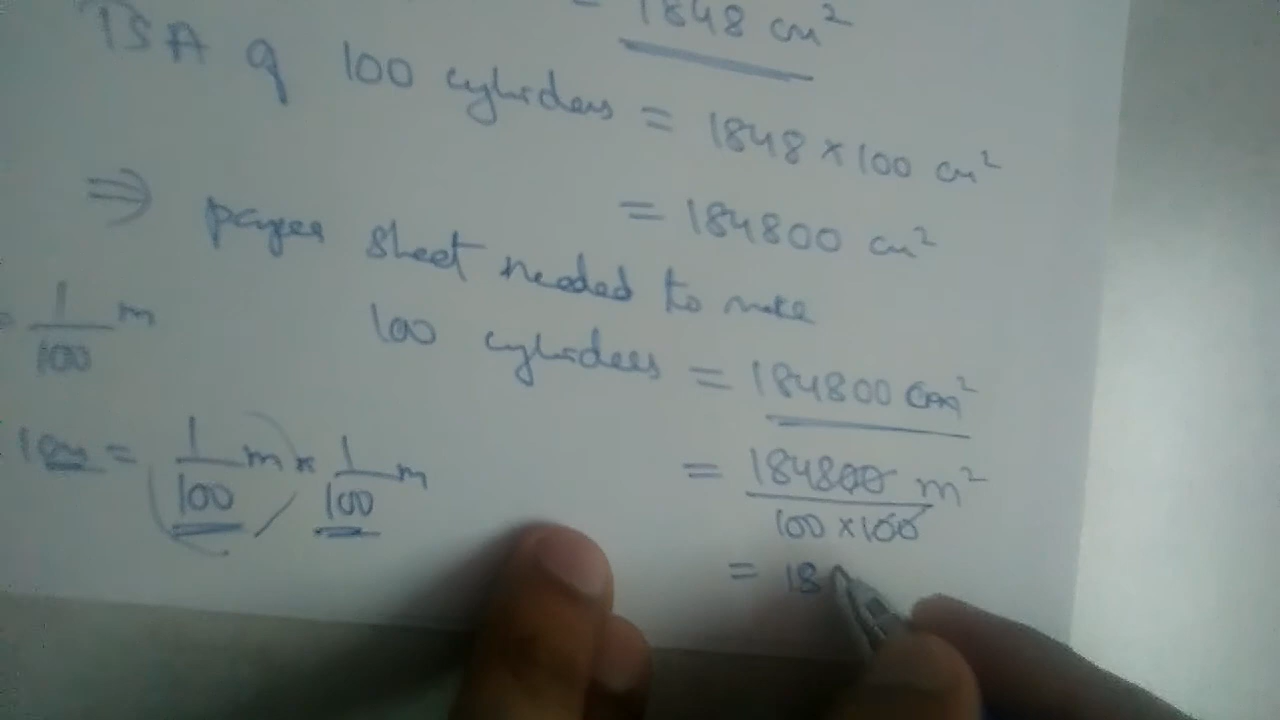 = 1848 cm²
TSA of 100 cylinders = 1848 × 100 cm²
= 184800 cm²
⇒ paper sheet needed to make
100 cylinders = 184800 cm²
= 1/100 m
1cm² = 1/100 m × 1/100 m
= 184800/100 × 100 m²
= 18